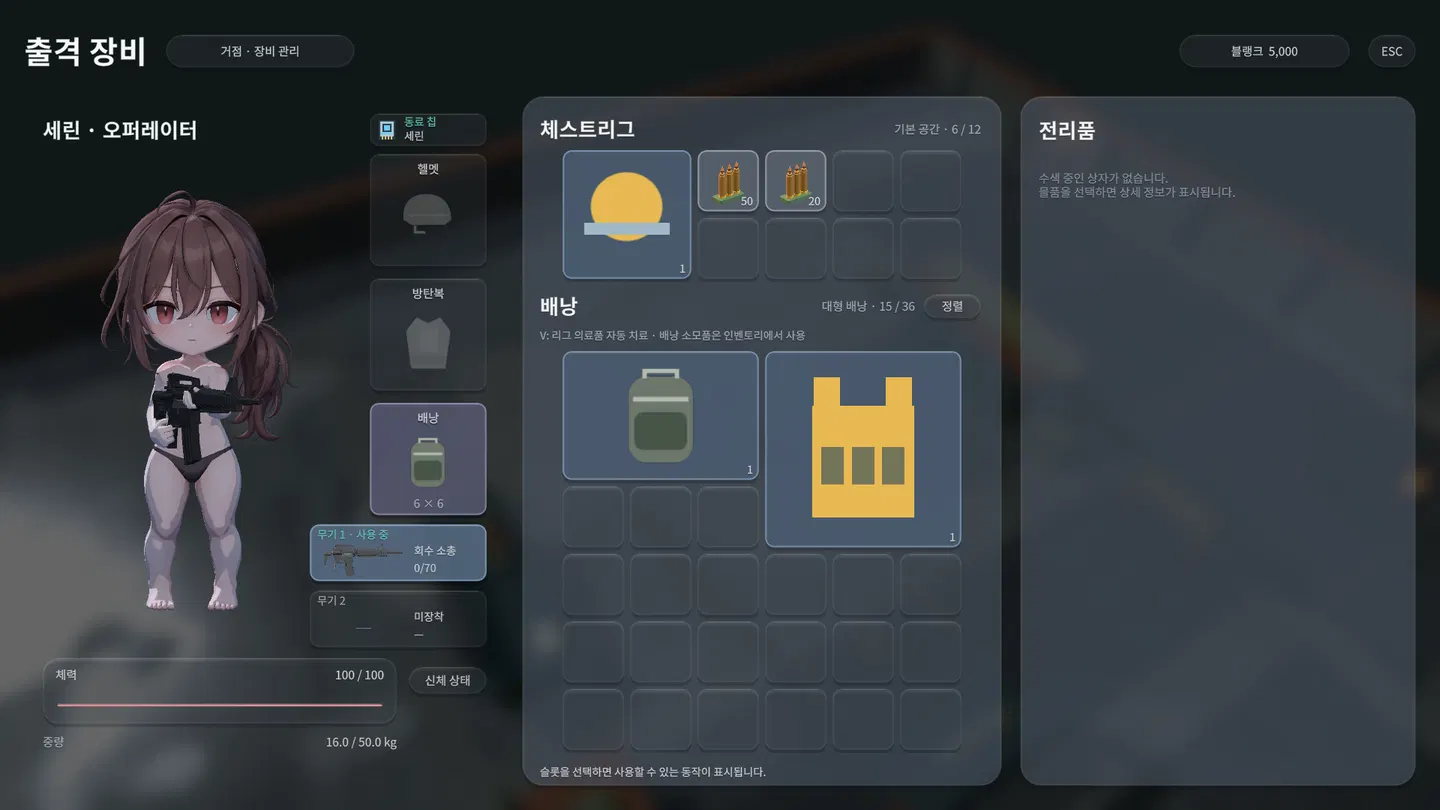 출격 장비
거점 · 장비 관리
블랭크 5,000
ESC
세린 · 오퍼레이터
동료 칩
세린
헬멧
방탄복
배낭
6 × 6
무기 1 · 사용 중
회수 소총
0/70
무기 2
미장착
—
—
체력
100 / 100
신체 상태
중량
16.0 / 50.0 kg
체스트리그
기본 공간 · 6 / 12
50
20
1
배낭
대형 배낭 · 15 / 36
정렬
V: 리그 의료품 자동 치료 · 배낭 소모품은 인벤토리에서 사용
1
1
슬롯을 선택하면 사용할 수 있는 동작이 표시됩니다.
전리품
수색 중인 상자가 없습니다.
물품을 선택하면 상세 정보가 표시됩니다.